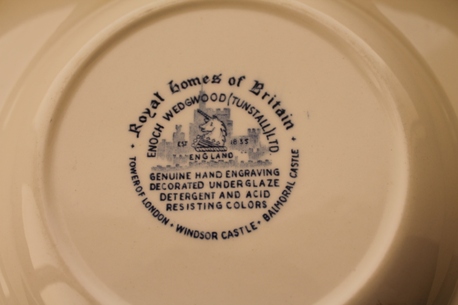 Royal homes of Britain
ENOCH WEDGWOOD (TUNSTALL) LTD
EST 1835
ENGLAND
GENUINE HAND ENGRAVING
DECORATED UNDERGLAZE
DETERGENT AND ACID
RESISTING COLORS
TOWER OF LONDON • WINDSOR CASTLE • BALMORAL CASTLE